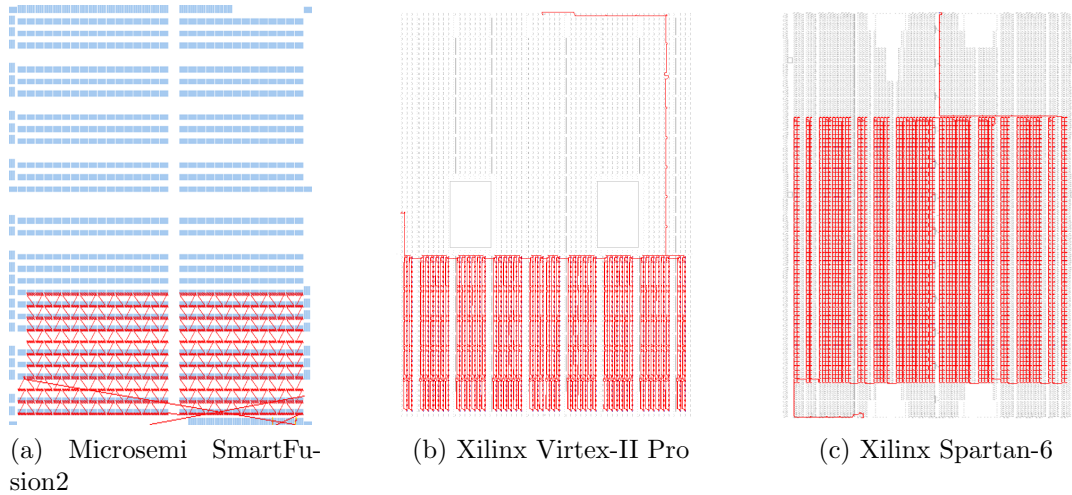 (a) Microsemi SmartFu-
sion2
(b) Xilinx Virtex-II Pro
(c) Xilinx Spartan-6